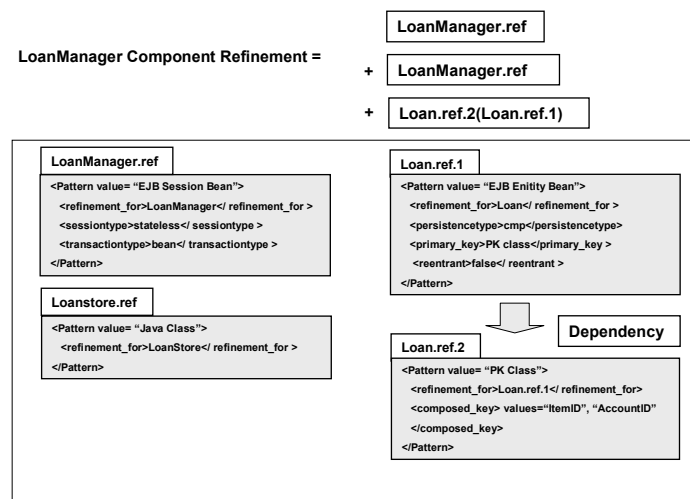 LoanManager.ref
LoanManager Component Refinement =
+ LoanManager.ref
+ Loan.ref.2(Loan.ref.1)
LoanManager.ref
<Pattern value= “EJB Session Bean”>
<refinement_for>LoanManager</ refinement_for >
<sessiontype>stateless</ sessiontype >
<transactiontype>bean</ transactiontype >
</Pattern>
Loanstore.ref
<Pattern value= “Java Class”>
<refinement_for>LoanStore</ refinement_for >
</Pattern>
Loan.ref.1
<Pattern value= “EJB Enitity Bean”>
<refinement_for>Loan</ refinement_for >
<persistencetype>cmp</persistencetype>
<primary_key>PK class</primary_key >
<reentrant>false</ reentrant >
</Pattern>
Dependency
Loan.ref.2
<Pattern value= “PK Class”>
<refinement_for>Loan.ref.1</ refinement_for>
<composed_key> values=“ItemID”, “AccountID”
</composed_key>
</Pattern>